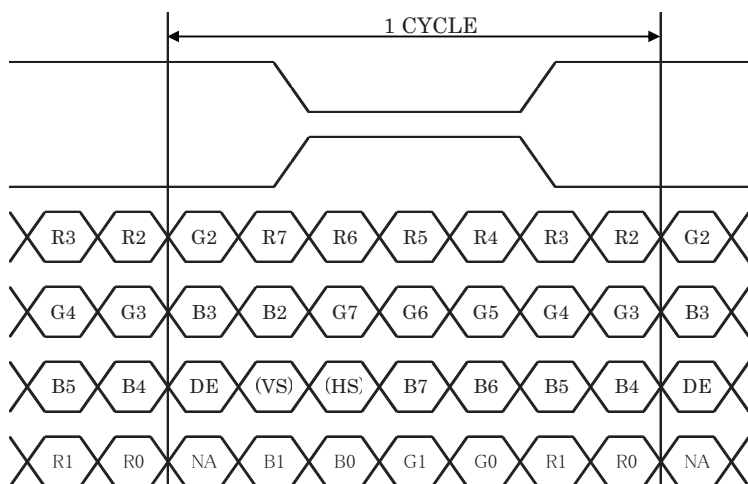 1 CYCLE
R3 R2 G2 R7 R6 R5 R4 R3 R2 G2
G4 G3 B3 B2 G7 G6 G5 G4 G3 B3
B5 B4 DE (VS) (HS) B7 B6 B5 B4 DE
R1 R0 NA B1 B0 G1 G0 R1 R0 NA